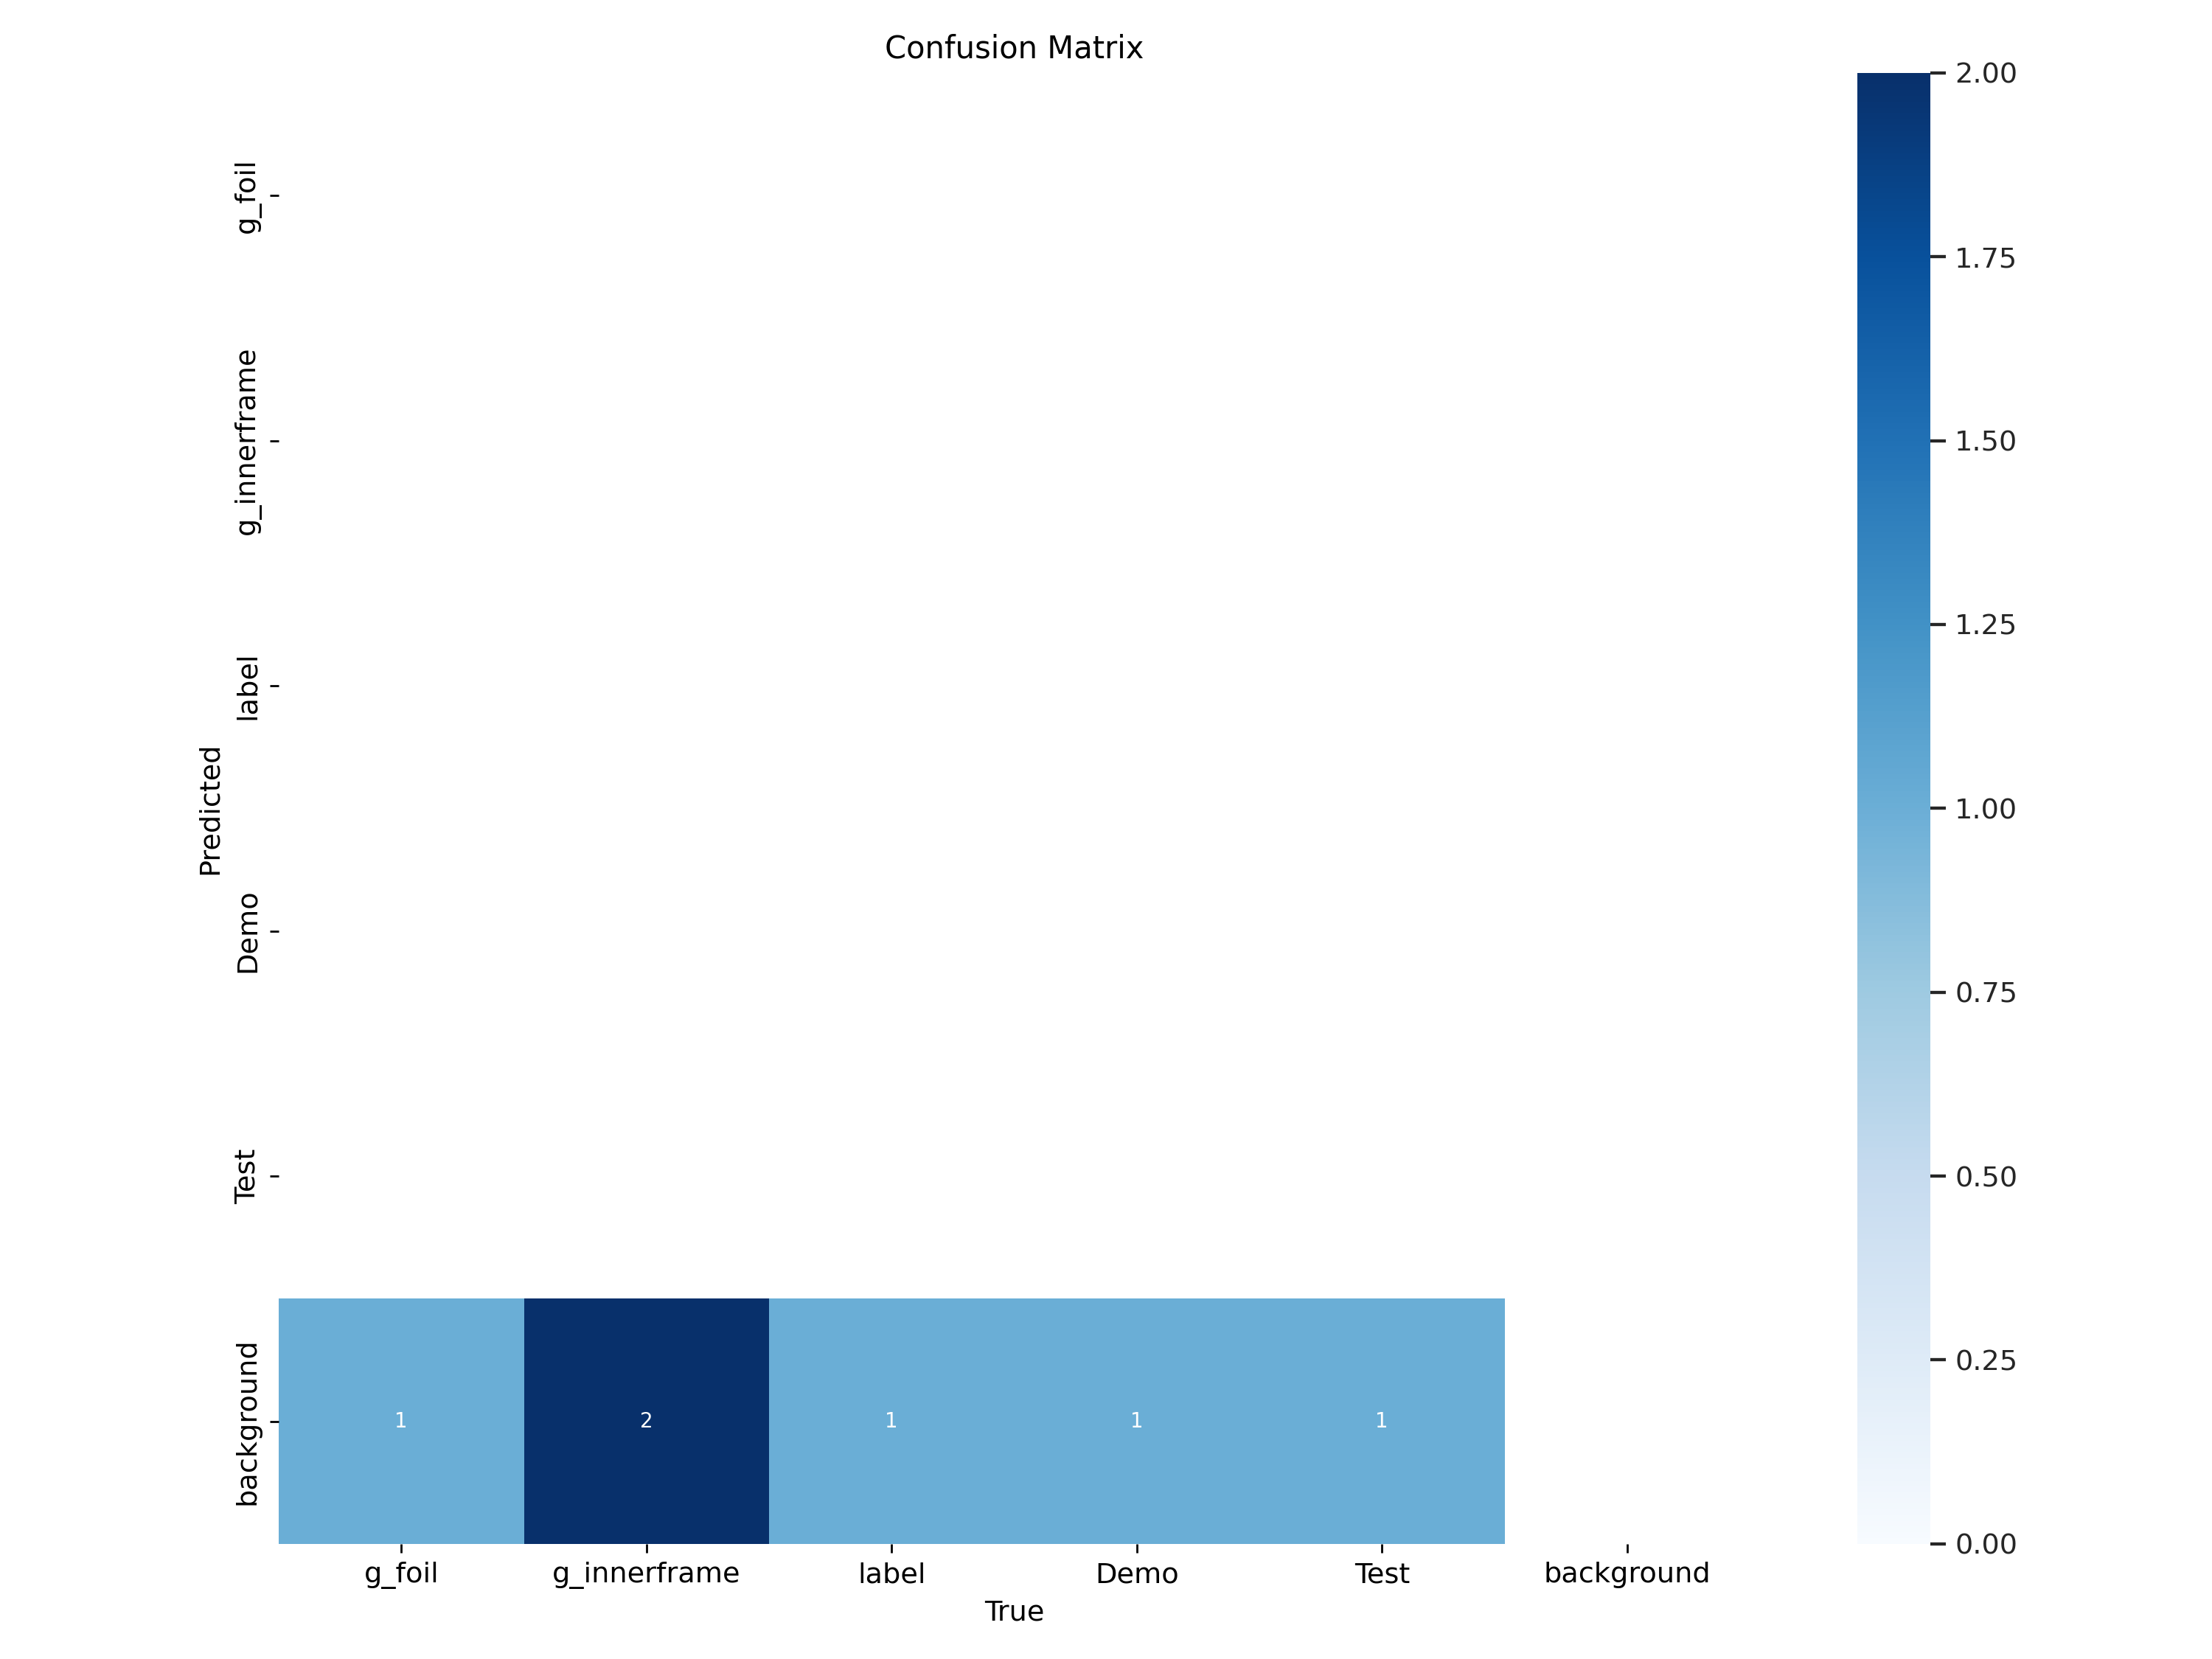 Confusion Matrix
g_foil
g_innerframe
label
Demo
Test
background
Predicted
1 2 1 1 1
g_foil g_innerframe label Demo Test background
True
2.00
1.75
1.50
1.25
1.00
0.75
0.50
0.25
0.00